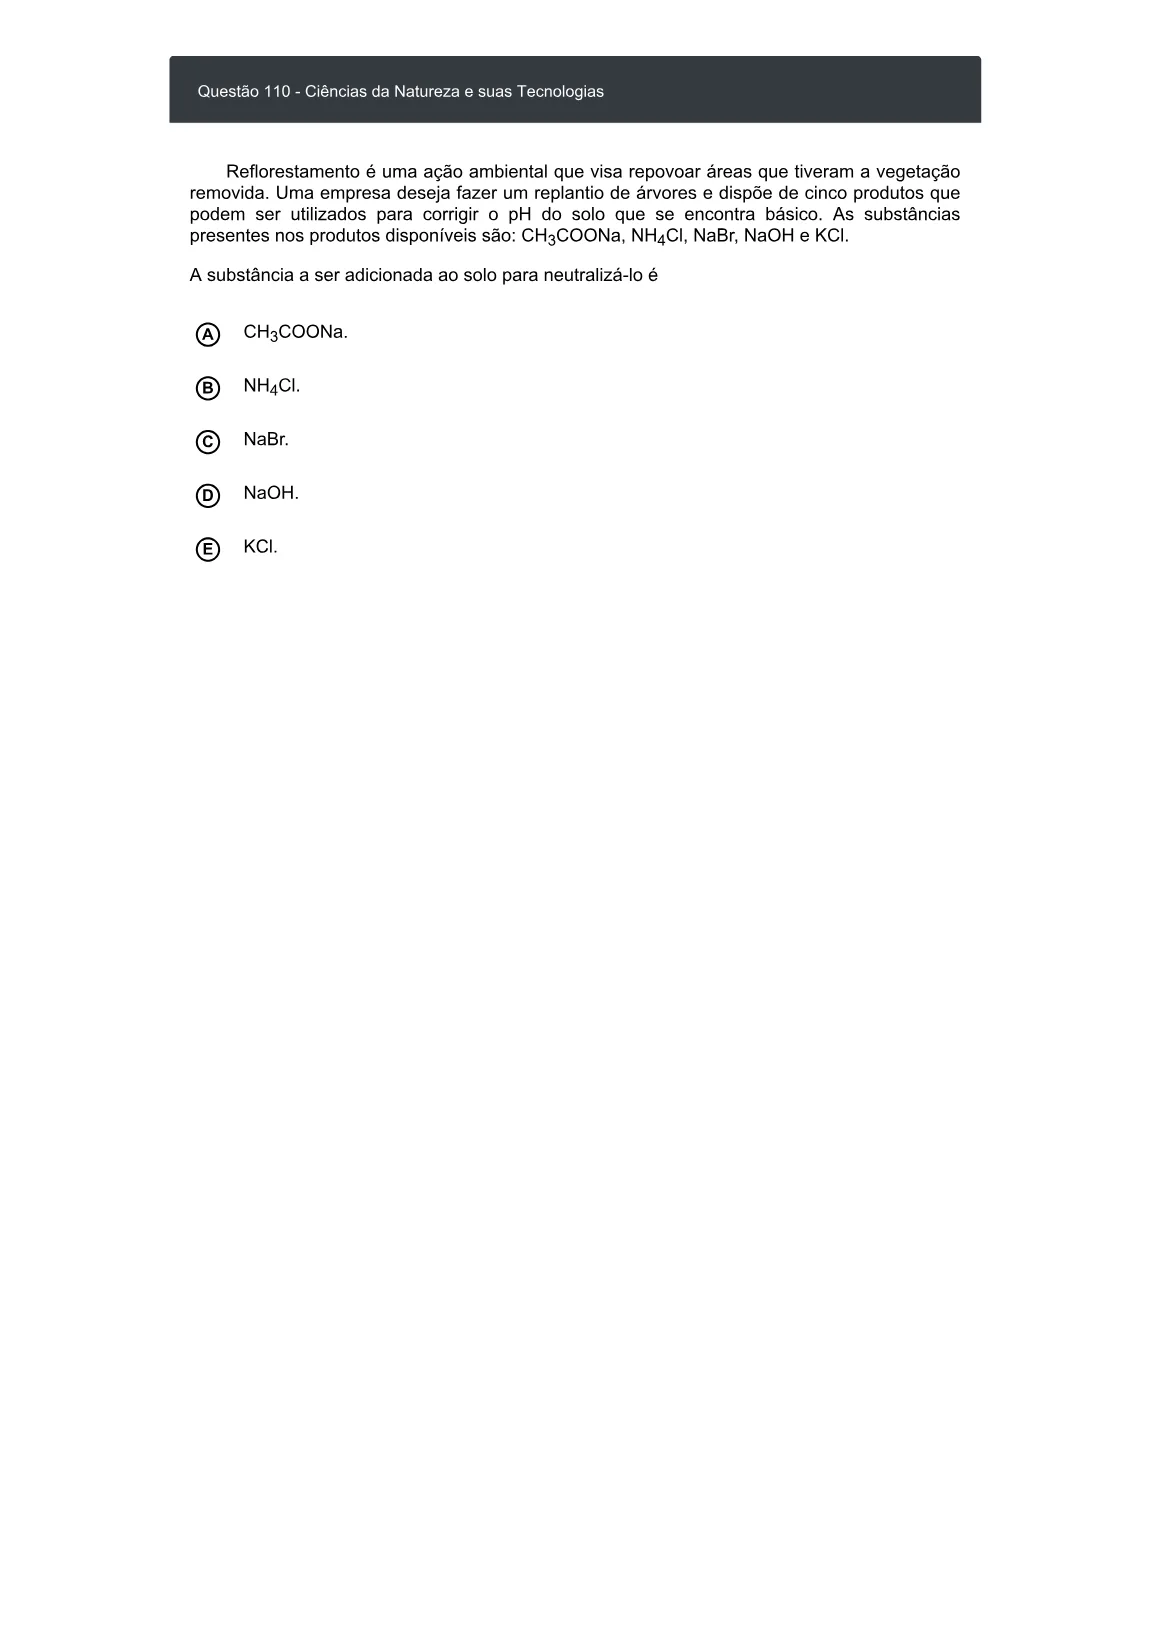 Questão 110 - Ciências da Natureza e suas Tecnologias
Reflorestamento é uma ação ambiental que visa repovoar áreas que tiveram a vegetação
removida. Uma empresa deseja fazer um replantio de árvores e dispõe de cinco produtos que
podem ser utilizados para corrigir o pH do solo que se encontra básico. As substâncias
presentes nos produtos disponíveis são: CH3COONa, NH4Cl, NaBr, NaOH e KCl.
A substância a ser adicionada ao solo para neutralizá-lo é
A CH3COONa.
B NH4Cl.
C NaBr.
D NaOH.
E KCl.